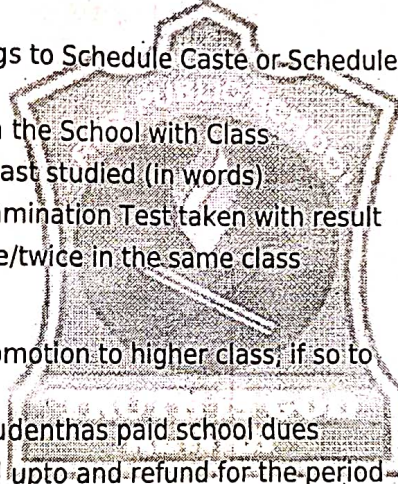 gs to Schedule Caste or Schedule
PUBLIC SCHOOL
n the School with Class
ast studied (in words)
mination Test taken with result
e/twice in the same class
omotion to higher class, if so to
udenthas paid school dues
upto and refund for the period